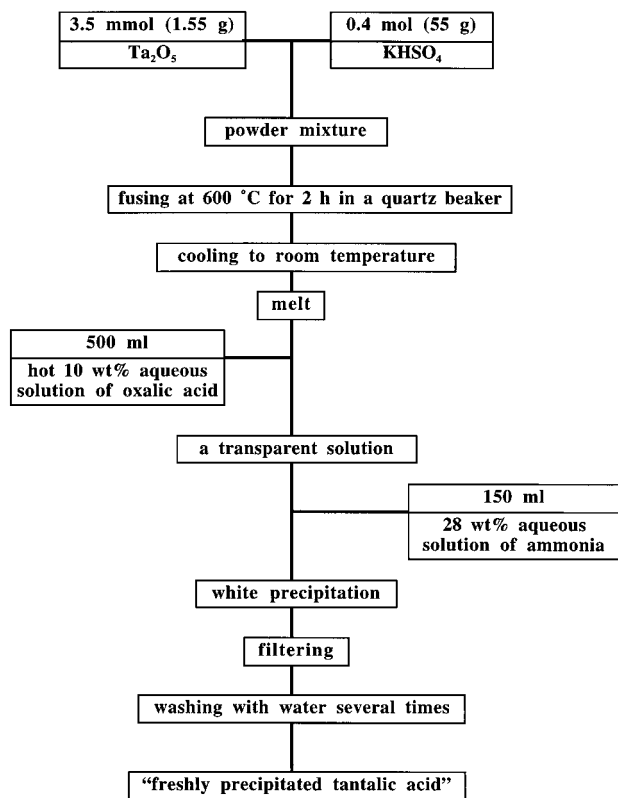 3.5 mmol (1.55 g)
Ta₂O₅
0.4 mol (55 g)
KHSO₄
powder mixture
fusing at 600 ˚C for 2 h in a quartz beaker
cooling to room temperature
melt
500 ml
hot 10 wt% aqueous
solution of oxalic acid
a transparent solution
150 ml
28 wt% aqueous
solution of ammonia
white precipitation
filtering
washing with water several times
“freshly precipitated tantalic acid”